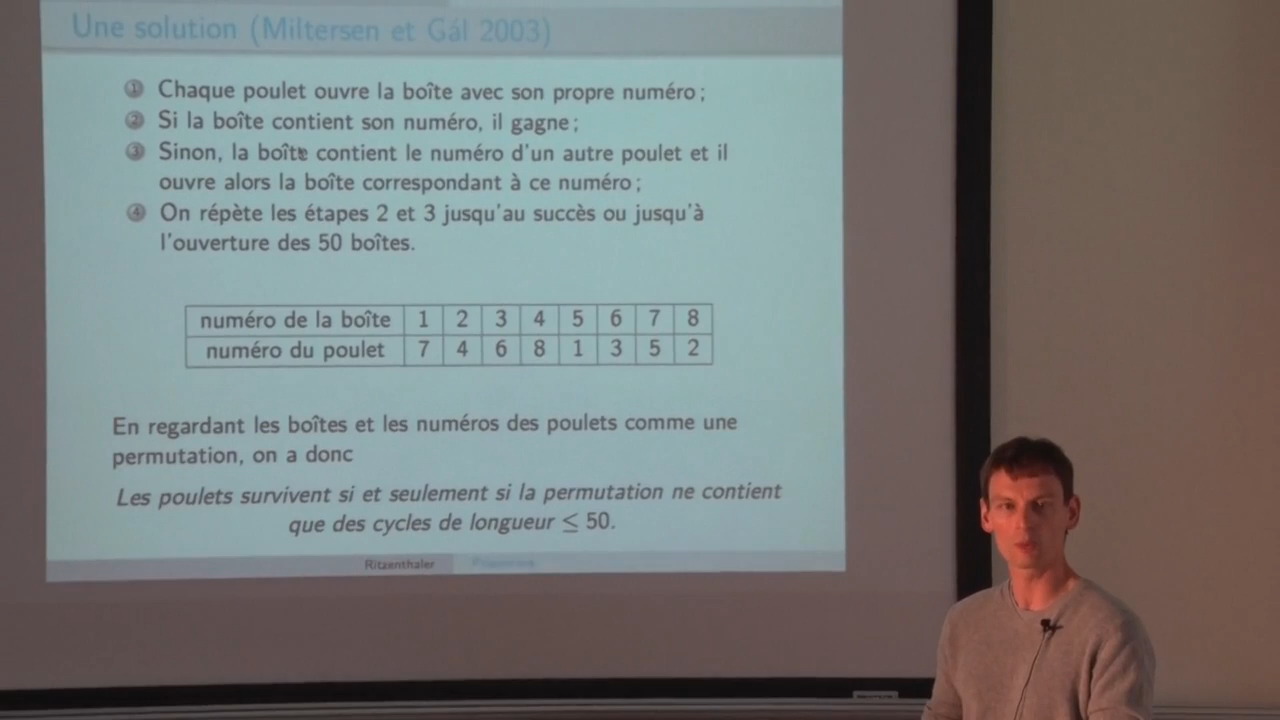 Une solution (Miltersen et Gál 2003)
1 Chaque poulet ouvre la boîte avec son propre numéro ;
2 Si la boîte contient son numéro, il gagne ;
3 Sinon, la boîte contient le numéro d'un autre poulet et il
ouvre alors la boîte correspondant à ce numéro ;
4 On répète les étapes 2 et 3 jusqu'au succès ou jusqu'à
l'ouverture des 50 boîtes.
numéro de la boîte 1 2 3 4 5 6 7 8
numéro du poulet 7 4 6 8 1 3 5 2
En regardant les boîtes et les numéros des poulets comme une
permutation, on a donc
Les poulets survivent si et seulement si la permutation ne contient
que des cycles de longueur ≤ 50.
Ritzenthaler